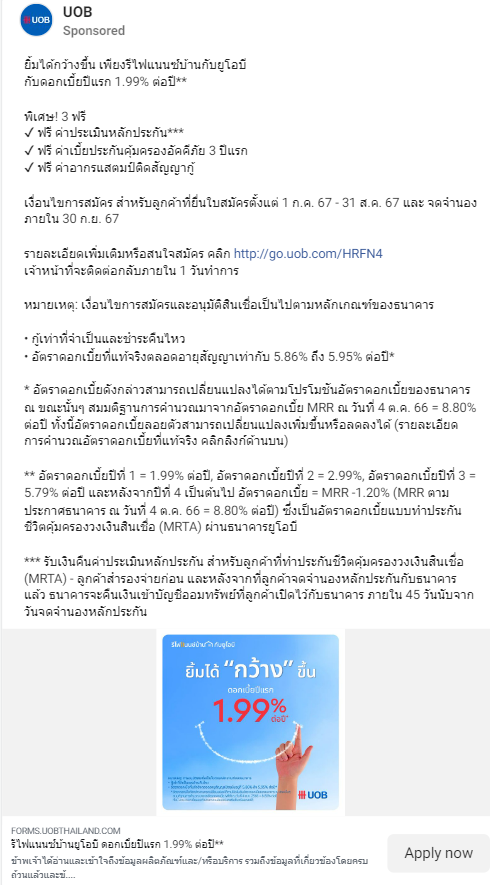 UOB
UOB
Sponsored
ยิ้มได้กว้างขึ้น เพียงรีไฟแนนซ์บ้านกับยูโอบี
กับดอกเบี้ยปีแรก 1.99% ต่อปี**
พิเศษ! 3 ฟรี
✓ ฟรี ค่าประเมินหลักประกัน***
✓ ฟรี ค่าเบี้ยประกันคุ้มครองอัคคีภัย 3 ปีแรก
✓ ฟรี ค่าอากรแสตมป์ติดสัญญากู้
เงื่อนไขการสมัคร สำหรับลูกค้าที่ยื่นใบสมัครตั้งแต่ 1 ก.ค. 67 - 31 ส.ค. 67 และ จดจำนอง
ภายใน 30 ก.ย. 67
รายละเอียดเพิ่มเติมหรือสนใจสมัคร คลิก http://go.uob.com/HRFN4
เจ้าหน้าที่จะติดต่อกลับภายใน 1 วันทำการ
หมายเหตุ: เงื่อนไขการสมัครและอนุมัติสินเชื่อเป็นไปตามหลักเกณฑ์ของธนาคาร
• กู้เท่าที่จำเป็นและชำระคืนไหว
• อัตราดอกเบี้ยที่แท้จริงตลอดอายุสัญญาเท่ากับ 5.86% ถึง 5.95% ต่อปี*
* อัตราดอกเบี้ยดังกล่าวสามารถเปลี่ยนแปลงได้ตามโปรโมชันอัตราดอกเบี้ยของธนาคาร
ณ ขณะนั้นๆ สมมติฐานการคำนวณมาจากอัตราดอกเบี้ย MRR ณ วันที่ 4 ต.ค. 66 = 8.80%
ต่อปี ทั้งนี้อัตราดอกเบี้ยลอยตัวสามารถเปลี่ยนแปลงเพิ่มขึ้นหรือลดลงได้ (รายละเอียด
การคำนวณอัตราดอกเบี้ยที่แท้จริง คลิกลิงก์ด้านบน)
** อัตราดอกเบี้ยปีที่ 1 = 1.99% ต่อปี, อัตราดอกเบี้ยปีที่ 2 = 2.99%, อัตราดอกเบี้ยปีที่ 3 =
5.79% ต่อปี และหลังจากปีที่ 4 เป็นต้นไป อัตราดอกเบี้ย = MRR -1.20% (MRR ตาม
ประกาศธนาคาร ณ วันที่ 4 ต.ค. 66 = 8.80% ต่อปี) ซึ่งเป็นอัตราดอกเบี้ยแบบทำประกัน
ชีวิตคุ้มครองวงเงินสินเชื่อ (MRTA) ผ่านธนาคารยูโอบี
*** รับเงินคืนค่าประเมินหลักประกัน สำหรับลูกค้าที่ทำประกันชีวิตคุ้มครองวงเงินสินเชื่อ
(MRTA) - ลูกค้าสำรองจ่ายก่อน และหลังจากที่ลูกค้าจดจำนองหลักประกันกับธนาคาร
แล้ว ธนาคารจะคืนเงินเข้าบัญชีออมทรัพย์ที่ลูกค้าเปิดไว้กับธนาคาร ภายใน 45 วันนับจาก
วันจดจำนองหลักประกัน
รีไฟแนนซ์บ้าน กับยูโอบี
ยิ้มได้ “กว้าง” ขึ้น
ดอกเบี้ยปีแรก
1.99%
ต่อปี*
UOB
FORMS.UOBTHAILAND.COM
รีไฟแนนซ์บ้านยูโอบี ดอกเบี้ยปีแรก 1.99% ต่อปี**
ข้าพเจ้าได้อ่านและเข้าใจถึงข้อมูลผลิตภัณฑ์และ/หรือบริการ รวมถึงข้อมูลที่เกี่ยวข้องโดยครบ
ถ้วนแล้วและข้....
Apply now